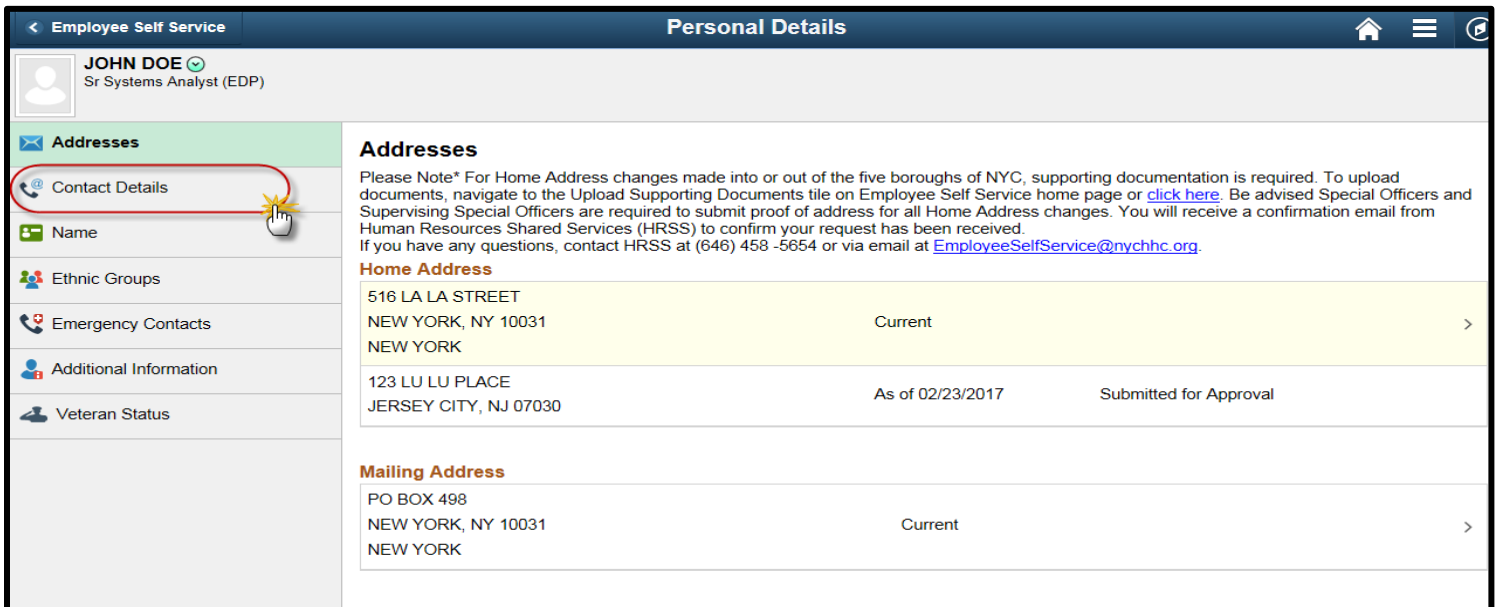 Employee Self Service
Personal Details
JOHN DOE
Sr Systems Analyst (EDP)
Addresses
Contact Details
Name
Ethnic Groups
Emergency Contacts
Additional Information
Veteran Status
Addresses
Please Note* For Home Address changes made into or out of the five boroughs of NYC, supporting documentation is required. To upload
documents, navigate to the Upload Supporting Documents tile on Employee Self Service home page or click here. Be advised Special Officers and
Supervising Special Officers are required to submit proof of address for all Home Address changes. You will receive a confirmation email from
Human Resources Shared Services (HRSS) to confirm your request has been received.
If you have any questions, contact HRSS at (646) 458 -5654 or via email at EmployeeSelfService@nychhc.org.
Home Address
516 LA LA STREET
NEW YORK, NY 10031 Current
NEW YORK
123 LU LU PLACE
JERSEY CITY, NJ 07030
As of 02/23/2017 Submitted for Approval
Mailing Address
PO BOX 498
NEW YORK, NY 10031 Current
NEW YORK